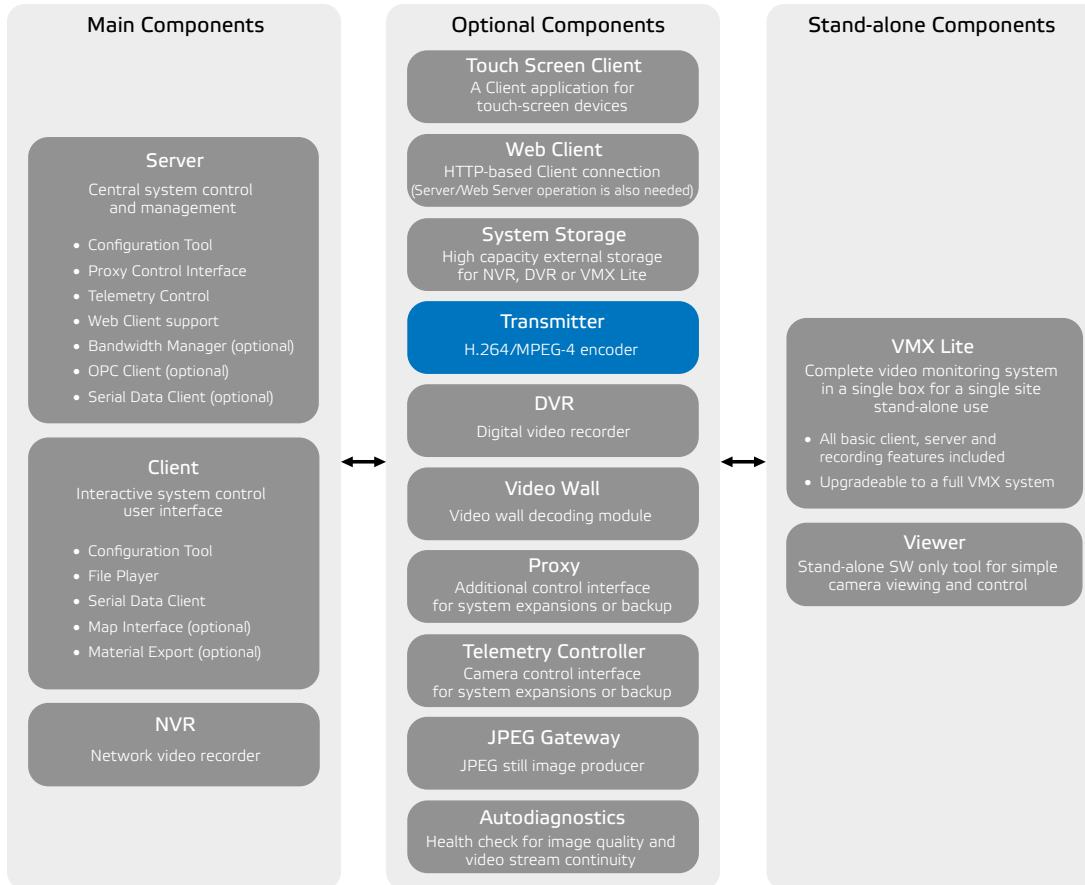 Main Components
Server
Central system control
and management
• Configuration Tool
• Proxy Control Interface
• Telemetry Control
• Web Client support
• Bandwidth Manager (optional)
• OPC Client (optional)
• Serial Data Client (optional)
Client
Interactive system control
user interface
• Configuration Tool
• File Player
• Serial Data Client
• Map Interface (optional)
• Material Export (optional)
NVR
Network video recorder
Optional Components
Touch Screen Client
A Client application for
touch-screen devices
Web Client
HTTP-based Client connection
(Server/Web Server operation is also needed)
System Storage
High capacity external storage
for NVR, DVR or VMX Lite
Transmitter
H.264/MPEG-4 encoder
DVR
Digital video recorder
Video Wall
Video wall decoding module
Proxy
Additional control interface
for system expansions or backup
Telemetry Controller
Camera control interface
for system expansions or backup
JPEG Gateway
JPEG still image producer
Autodiagnostics
Health check for image quality and
video stream continuity
Stand-alone Components
VMX Lite
Complete video monitoring system
in a single box for a single site
stand-alone use
• All basic client, server and
recording features included
• Upgradeable to a full VMX system
Viewer
Stand-alone SW only tool for simple
camera viewing and control